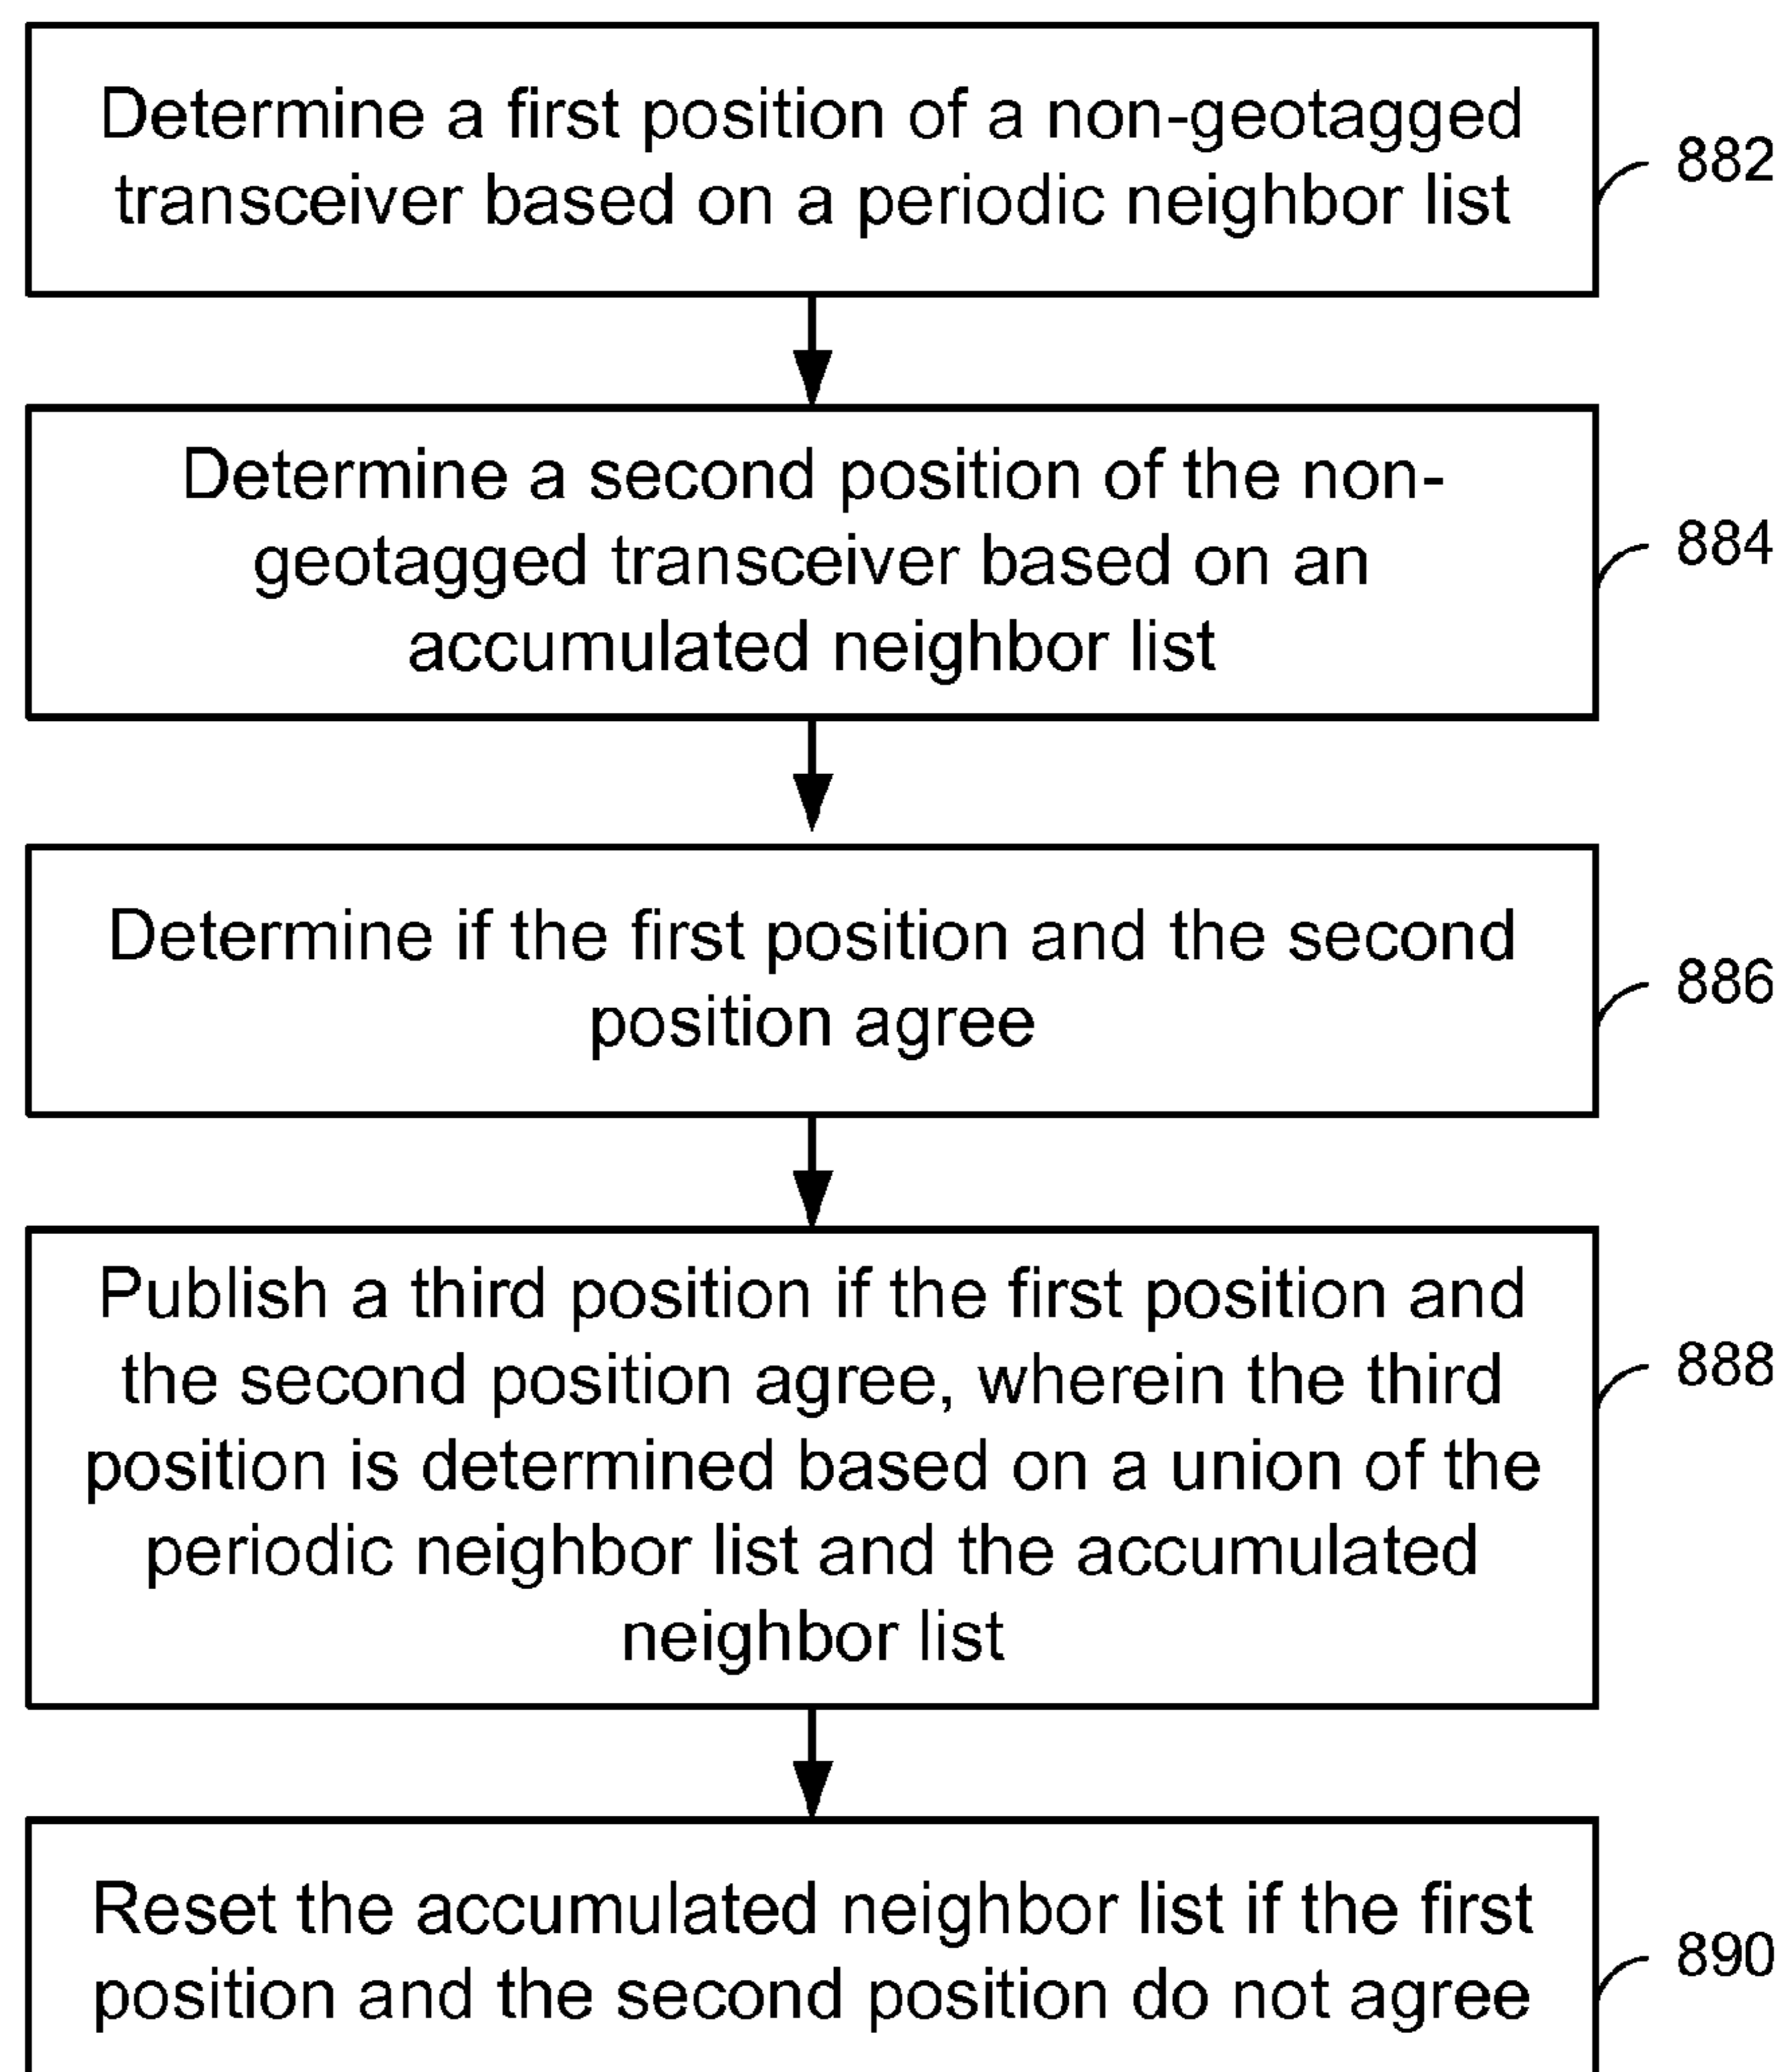 Determine a first position of a non-geotagged
transceiver based on a periodic neighbor list
882
Determine a second position of the non-
geotagged transceiver based on an
accumulated neighbor list
884
Determine if the first position and the second
position agree
886
Publish a third position if the first position and
the second position agree, wherein the third
position is determined based on a union of the
periodic neighbor list and the accumulated
neighbor list
888
Reset the accumulated neighbor list if the first
position and the second position do not agree
890